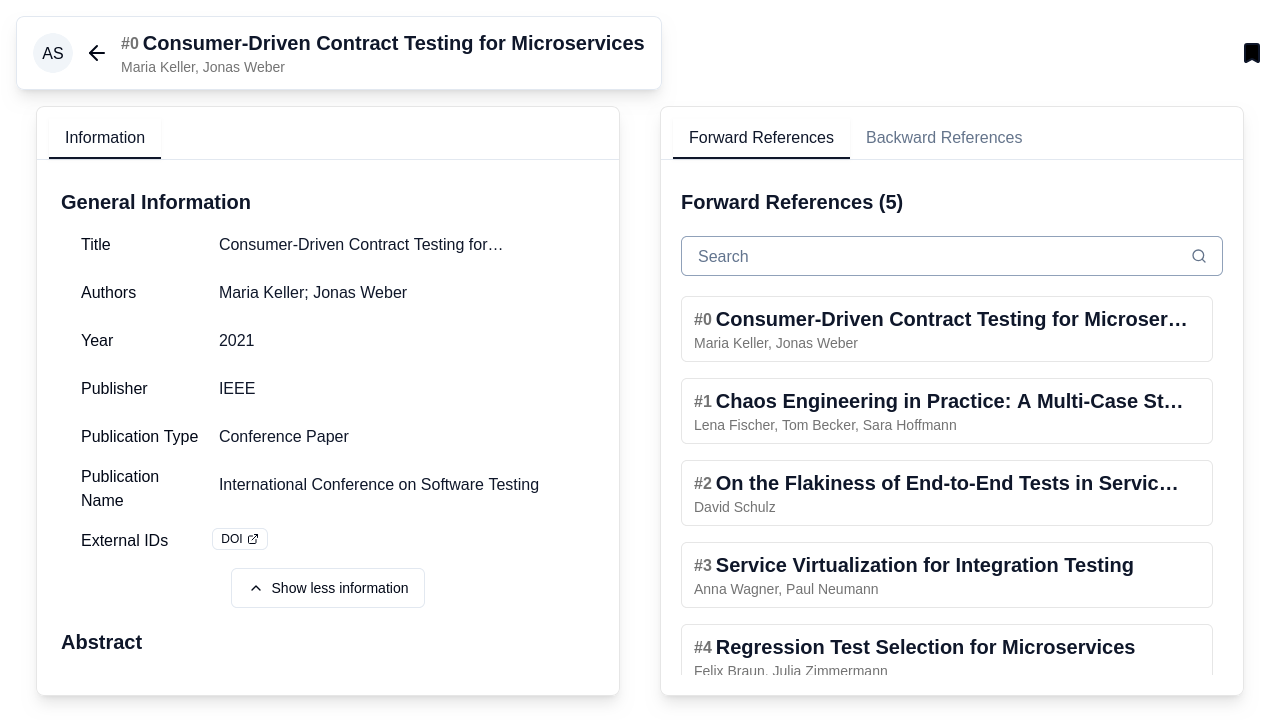 AS
#0 Consumer-Driven Contract Testing for Microservices
Maria Keller, Jonas Weber
Information
General Information
Title Consumer-Driven Contract Testing for…
Authors Maria Keller; Jonas Weber
Year 2021
Publisher IEEE
Publication Type Conference Paper
Publication
Name International Conference on Software Testing
External IDs DOI
Show less information
Abstract
Forward References Backward References
Forward References (5)
Search
#0 Consumer-Driven Contract Testing for Microser…
Maria Keller, Jonas Weber
#1 Chaos Engineering in Practice: A Multi-Case St…
Lena Fischer, Tom Becker, Sara Hoffmann
#2 On the Flakiness of End-to-End Tests in Servic…
David Schulz
#3 Service Virtualization for Integration Testing
Anna Wagner, Paul Neumann
#4 Regression Test Selection for Microservices
Felix Braun, Julia Zimmermann